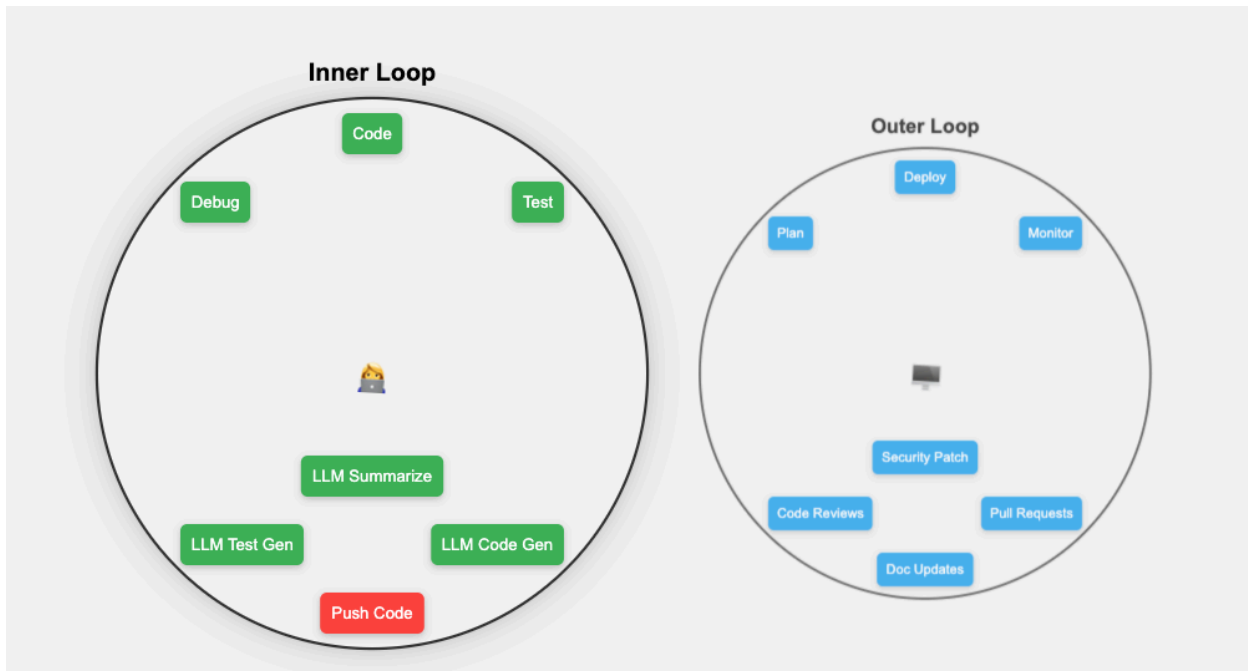 Inner Loop
Code
Debug
Test
LLM Summarize
LLM Test Gen
LLM Code Gen
Push Code
Outer Loop
Deploy
Plan
Monitor
Security Patch
Code Reviews
Pull Requests
Doc Updates